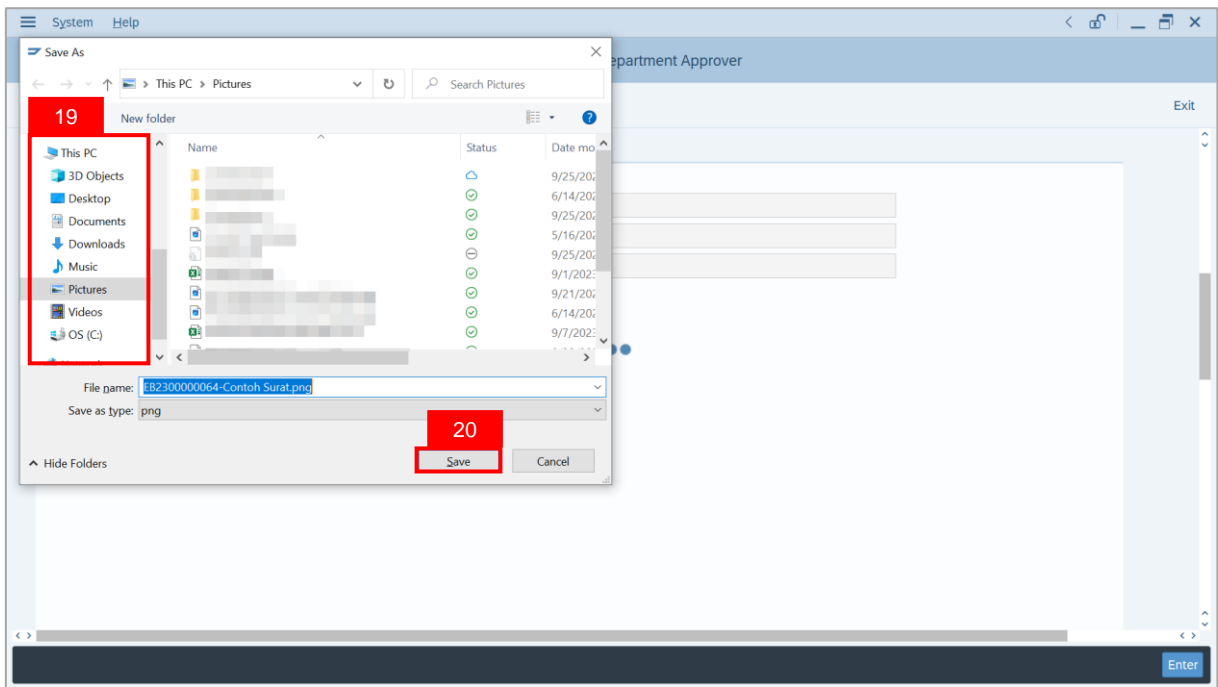 System Help
Save As
epartment Approver
This PC > Pictures
Search Pictures
Exit
19
New folder
Name Status Date mo
This PC
3D Objects
Desktop
Documents
Downloads
Music
Pictures
Videos
OS (C:)
9/25/202
6/14/202
9/25/202
5/16/202
9/25/202
9/1/2023
9/21/202
6/14/202
9/7/2023
File name: EB2300000064-Contoh Surat.png
Save as type: png
20
Hide Folders
Save Cancel
Enter